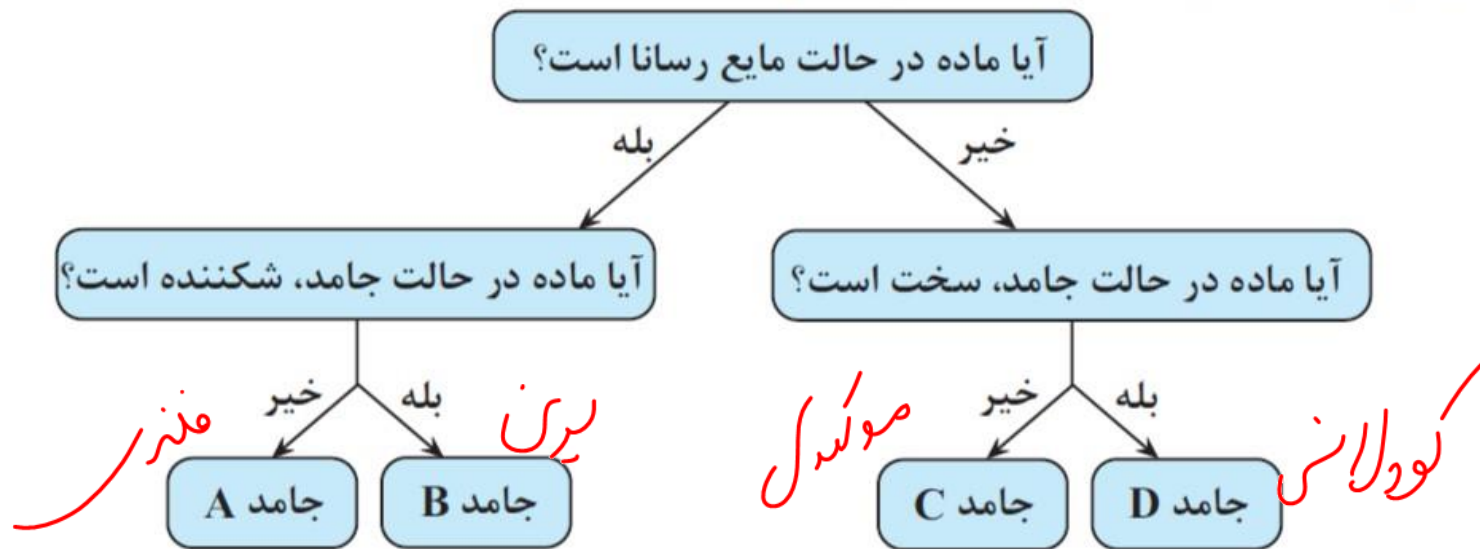 آیا ماده در حالت مایع رسانا است؟
خیر
بله
آیا ماده در حالت جامد، سخت است؟
آیا ماده در حالت جامد، شکننده است؟
بله
خیر
بله
خیر
کووالانسی
مولکولی
یونی
فلزی
جامد D
جامد C
جامد B
جامد A